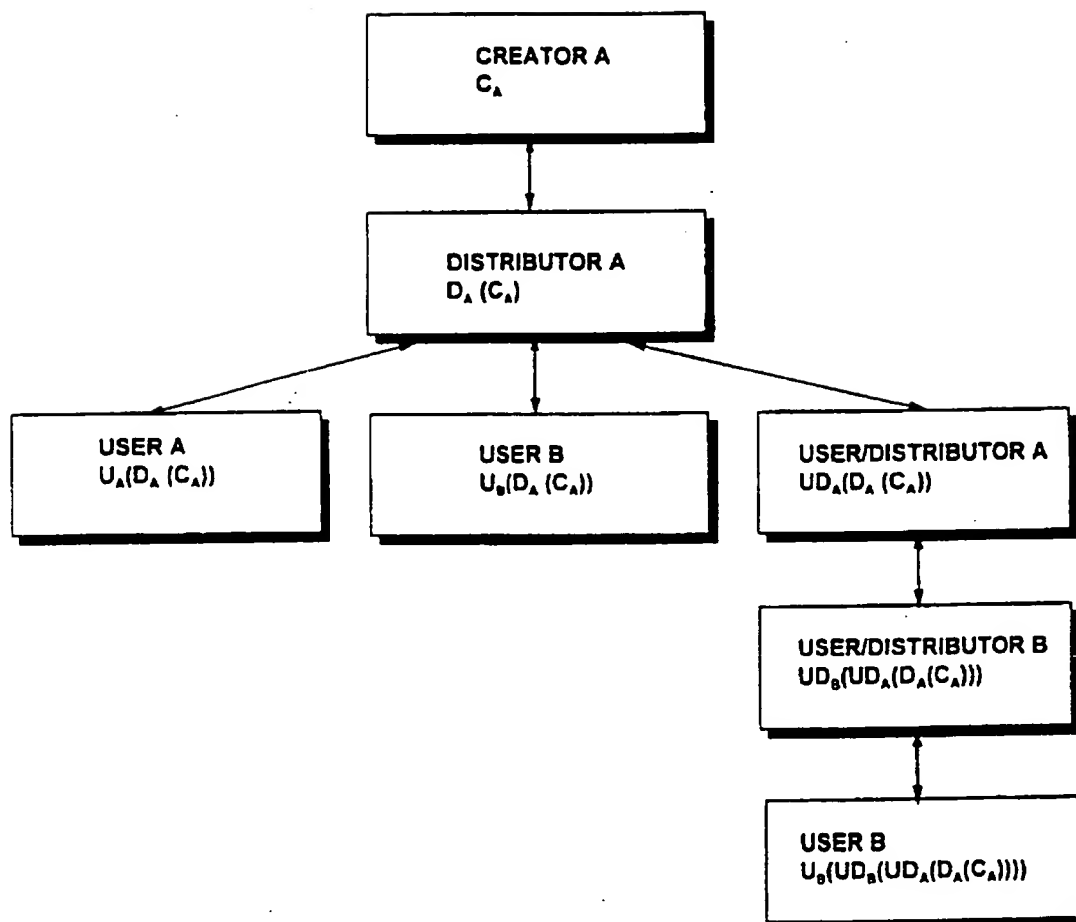 CREATOR A
C_A
DISTRIBUTOR A
D_A (C_A)
USER A
U_A(D_A (C_A))
USER B
U_B(D_A (C_A))
USER/DISTRIBUTOR A
UD_A(D_A (C_A))
USER/DISTRIBUTOR B
UD_B(UD_A(D_A(C_A)))
USER B
U_B(UD_B(UD_A(D_A(C_A))))